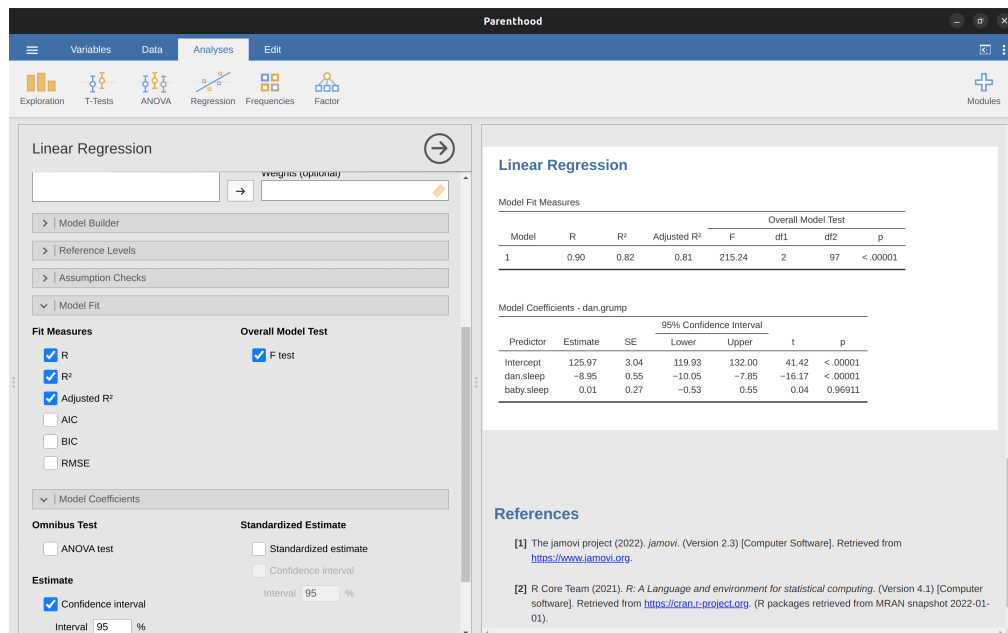 Parenthood
Variables Data Analyses Edit
Exploration T-Tests ANOVA Regression Frequencies Factor Modules
Linear Regression
Weights (optional)
Model Builder
Reference Levels
Assumption Checks
Model Fit
Fit Measures Overall Model Test
R F test
R²
Adjusted R²
AIC
BIC
RMSE
Model Coefficients
Omnibus Test Standardized Estimate
ANOVA test Standardized estimate
Confidence interval
Estimate Interval 95 %
Confidence interval
Interval 95 %
Linear Regression
Model Fit Measures
Overall Model Test
Model R R² Adjusted R² F df1 df2 p
1 0.90 0.82 0.81 215.24 2 97 < .00001
Model Coefficients - dan.grump
95% Confidence Interval
Predictor Estimate SE Lower Upper t p
Intercept 125.97 3.04 119.93 132.00 41.42 < .00001
dan.sleep −8.95 0.55 −10.05 −7.85 −16.17 < .00001
baby.sleep 0.01 0.27 −0.53 0.55 0.04 0.96911
References
[1] The jamovi project (2022). jamovi. (Version 2.3) [Computer Software]. Retrieved from
https://www.jamovi.org.
[2] R Core Team (2021). R: A Language and environment for statistical computing. (Version 4.1) [Computer
software]. Retrieved from https://cran.r-project.org. (R packages retrieved from MRAN snapshot 2022-01-
01).